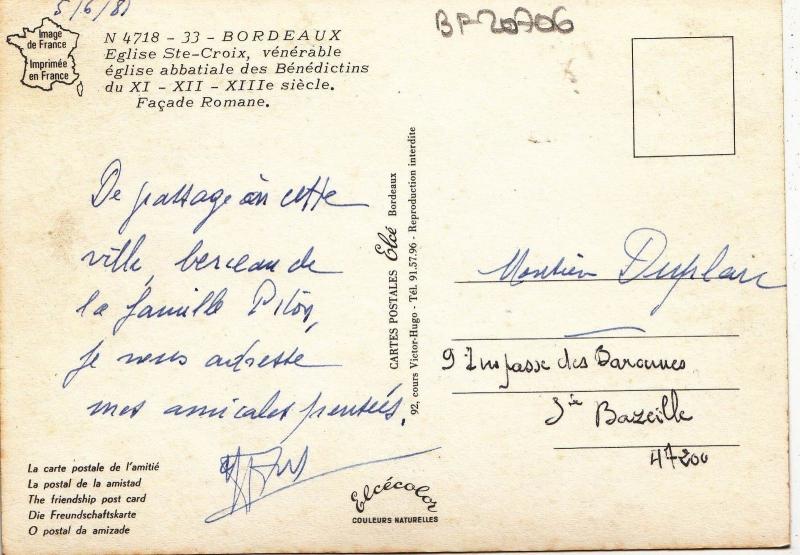 5/6/81
BF 20706
Image
de France
Imprimée
en France
N 4718 - 33 - BORDEAUX
Eglise Ste-Croix, vénérable
église abbatiale des Bénédictins
du XI - XII - XIIIe siècle.
Façade Romane.
De passage en cette
ville, berceau de
la famille Piton,
je vous adresse
mes amicales pensées.
CARTES POSTALES Elcé Bordeaux
92, cours Victor-Hugo - Tél. 91.57.96 - Reproduction interdite
Monsieur Duplan
9 Impasse des Baronnes
Ste Bazeille
47200
La carte postale de l'amitié
La postal de la amistad
The friendship post card
Die Freundschaftskarte
O postal da amizade
Elcécolor
COULEURS NATURELLES